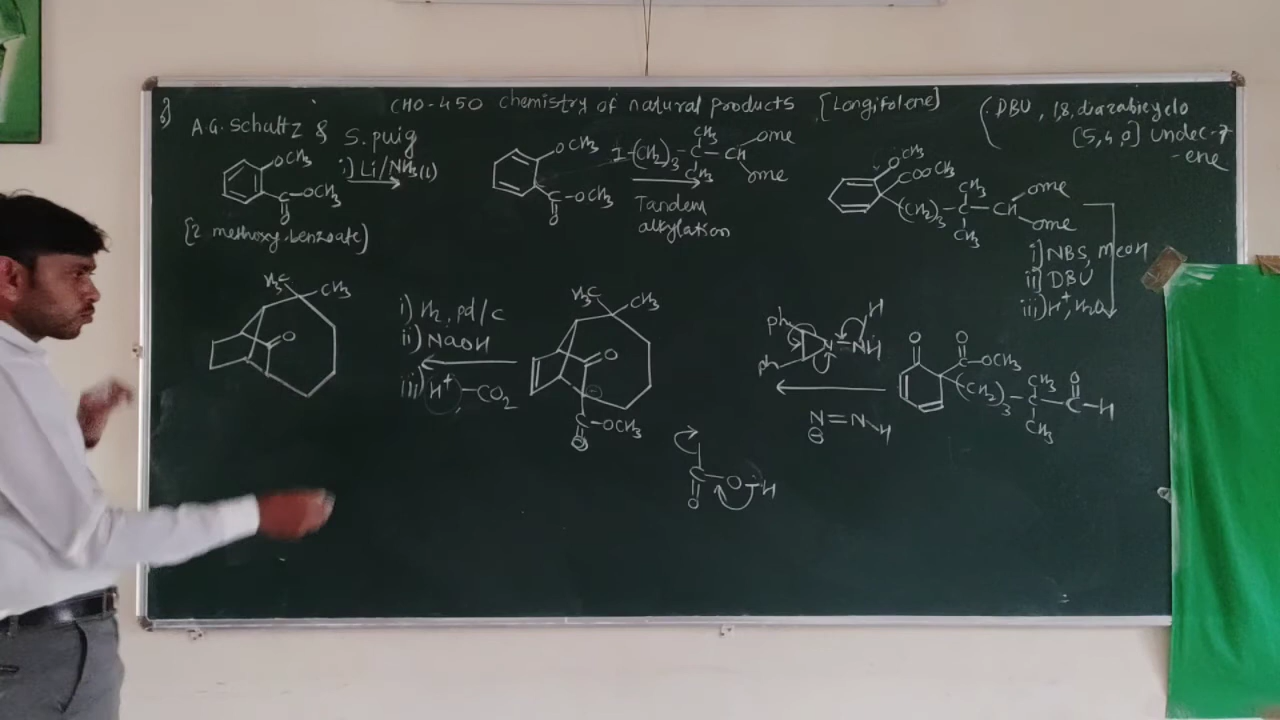 6)
CHO-450 chemistry of natural products [Longifolene]
A.G. Schultz & S. puig
(DBU, 1,8, diazabicyclo
[5,4,0] Undec-7
-ene
OCH3
C-OCH3
O
i) Li/NH3(l)
[2 methoxy benzoate]
OCH3
C-OCH3
O
I-(CH2)3-C-CH
CH3
CH3
ome
ome
Tandem
alkylation
OCH3
COOCH3
(CH2)3-C-CH
CH3
CH3
ome
ome
i) NBS, MeOH
ii) DBU
iii) H+, H2O
H3C
CH3
O
i) H2, pd/c
ii) NaOH
iii) H+, -CO2
H3C
CH3
O
C-OCH3
O
ph
ph
N=NH
H
N=N
⊖
H
O
O
C-OCH3
(CH2)3-C-C-H
CH3
CH3
O
C-O-H
O